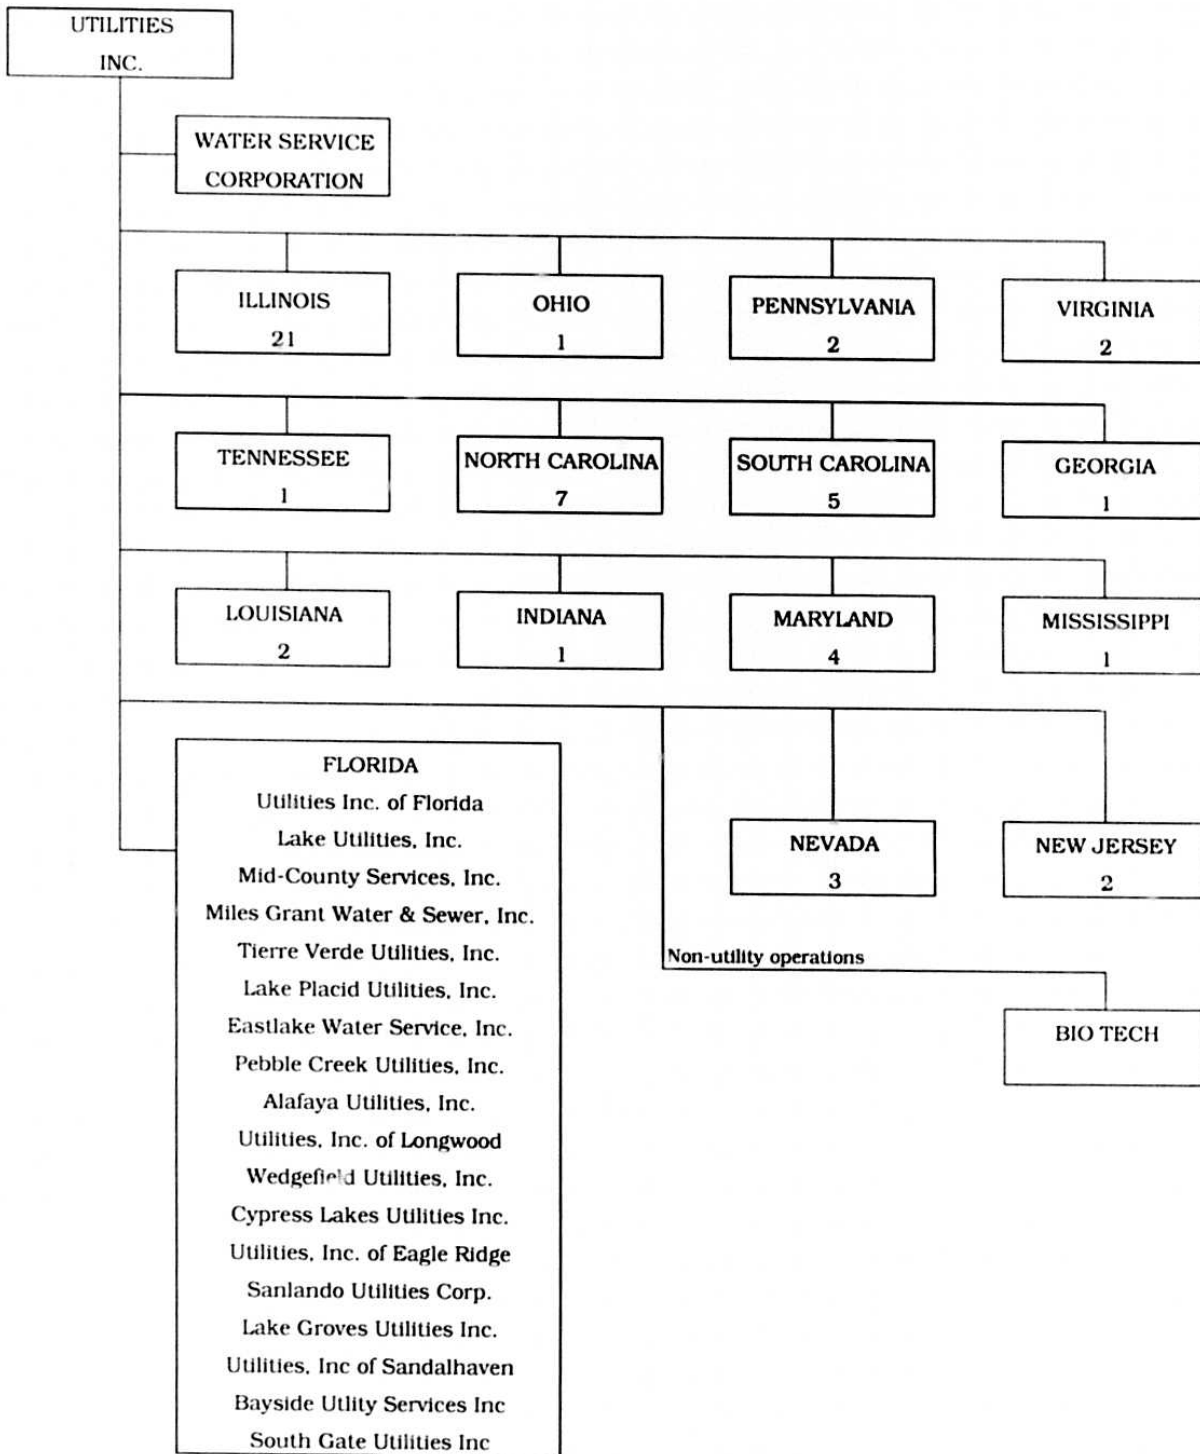 UTILITIES
INC.
WATER SERVICE
CORPORATION
ILLINOIS
21
OHIO
1
PENNSYLVANIA
2
VIRGINIA
2
TENNESSEE
1
NORTH CAROLINA
7
SOUTH CAROLINA
5
GEORGIA
1
LOUISIANA
2
INDIANA
1
MARYLAND
4
MISSISSIPPI
1
FLORIDA
Utilities Inc. of Florida
Lake Utilities, Inc.
Mid-County Services, Inc.
Miles Grant Water & Sewer, Inc.
Tierre Verde Utilities, Inc.
Lake Placid Utilities, Inc.
Eastlake Water Service, Inc.
Pebble Creek Utilities, Inc.
Alafaya Utilities, Inc.
Utilities, Inc. of Longwood
Wedgefield Utilities, Inc.
Cypress Lakes Utilities Inc.
Utilities, Inc. of Eagle Ridge
Sanlando Utilities Corp.
Lake Groves Utilities Inc.
Utilities, Inc of Sandalhaven
Bayside Utlity Services Inc
South Gate Utilities Inc
NEVADA
3
NEW JERSEY
2
Non-utility operations
BIO TECH